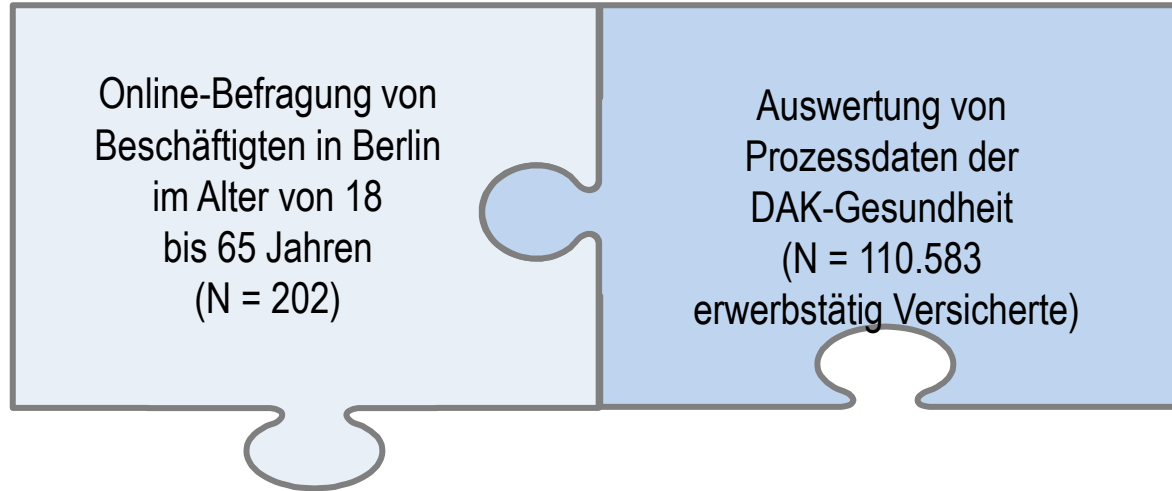 Online-Befragung von
Beschäftigten in Berlin
im Alter von 18
bis 65 Jahren
(N = 202)
Auswertung von
Prozessdaten der
DAK-Gesundheit
(N = 110.583
erwerbstätig Versicherte)